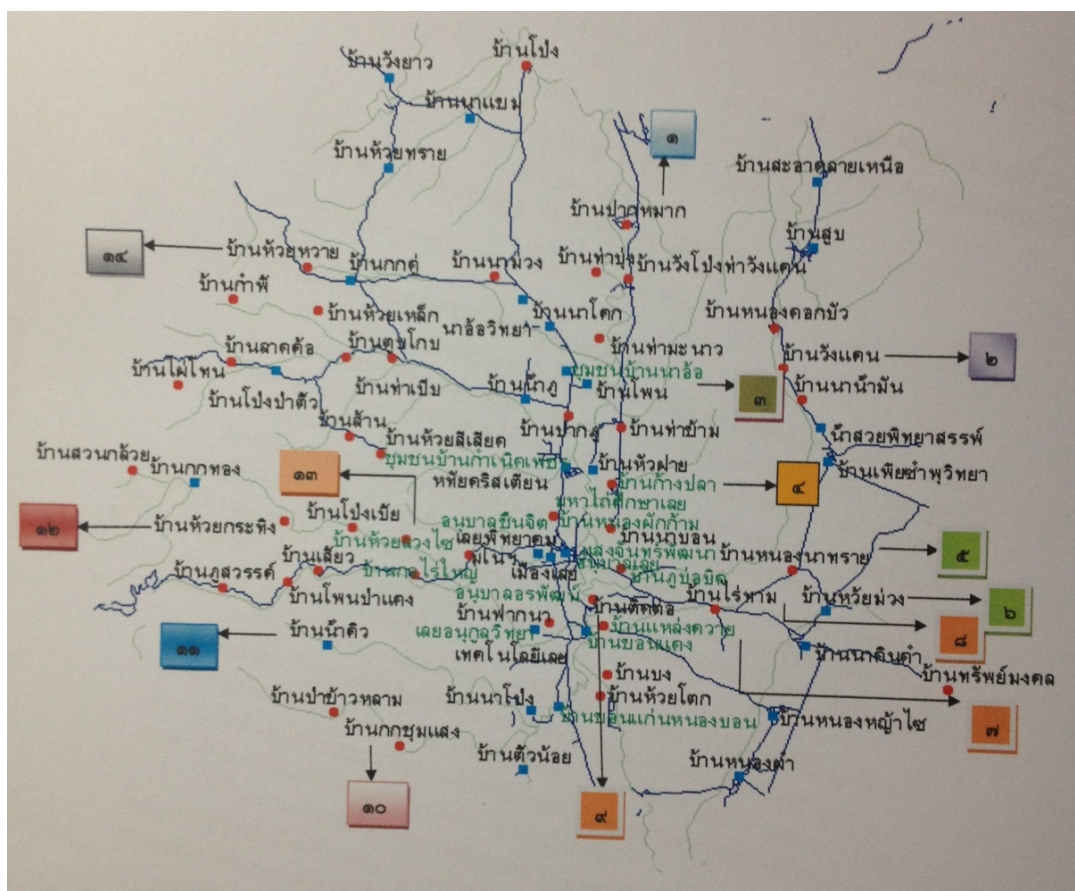 บ้านโป่ง
บ้านวังยาว
บ้านนาแขม
๑
บ้านห้วยทราย
บ้านสะอาดลายเหนือ
บ้านปากหมาก
บ้านสูบ
๑๔
บ้านห้วยหวาย
บ้านกกดู่
บ้านนาม่วง
บ้านท่าบุ่ง
บ้านวังโป่งท่าวังแคน
บ้านกำพี้
บ้านห้วยเหล็ก
บ้านนาโคก
บ้านหนองดอกบัว
นาอ้อวิทยา
บ้านท่ามะนาว
บ้านวังแคน
๒
บ้านลาดค้อ
บ้านตูบโกบ
บ้านไผ่โทน
ชุมชนบ้านนาอ้อ
บ้านท่าเปิบ
บ้านน้ำภู
บ้านโพน
๓
บ้านนาน้ำมัน
บ้านโป่งป่าติ้ว
บ้านส้าน
บ้านปากภู
บ้านท่าข้าม
บ้านห้วยสีเสียด
น้ำสวยพิทยาสรรพ์
บ้านสวนกล้วย
บ้านกกทอง
ชุมชนบ้านกำเนิดเพชร
บ้านหัวฝาย
บ้านเพียซำพุวิทยา
๑๓
หทัยคริสเตียน
บ้านก้างปลา
๔
มหาไถ่ศึกษาเลย
๑๒
บ้านห้วยกระทิง
บ้านโป่งเบี้ย
อนุบาลชื่นจิต
บ้านหนองผักก้าม
บ้านห้วยลวงไซ
เลยพิทยาคม
บ้านนาบอน
๕
บ้านหนองนาทราย
บ้านเสี้ยว
เมืองเลย
อนุบาลเลย
บ้านภูสวรรค์
บ้านกกไร่ใหญ่
บ้านภูบ่อบิด
บ้านโพนป่าแดง
อนุบาลอรพัฒน์
บ้านติดต่อ
บ้านไร่ทาม
บ้านห้วยม่วง
๖
บ้านฟากนา
๘
๑๑
บ้านน้ำคิว
เลยอนุกูลวิทยา
บ้านแหล่งควาย
บ้านขอนแดง
เทคโนโลยีเลย
บ้านนาดินดำ
บ้านบง
บ้านทรัพย์มงคล
บ้านป่าข้าวหลาม
บ้านนาโป่ง
บ้านห้วยโตก
บ้านขอนแก่นหนองบอน
บ้านหนองหญ้าไซ
๗
บ้านกกชุมแสง
บ้านติ้วน้อย
บ้านหนองผำ
๑๐
๙